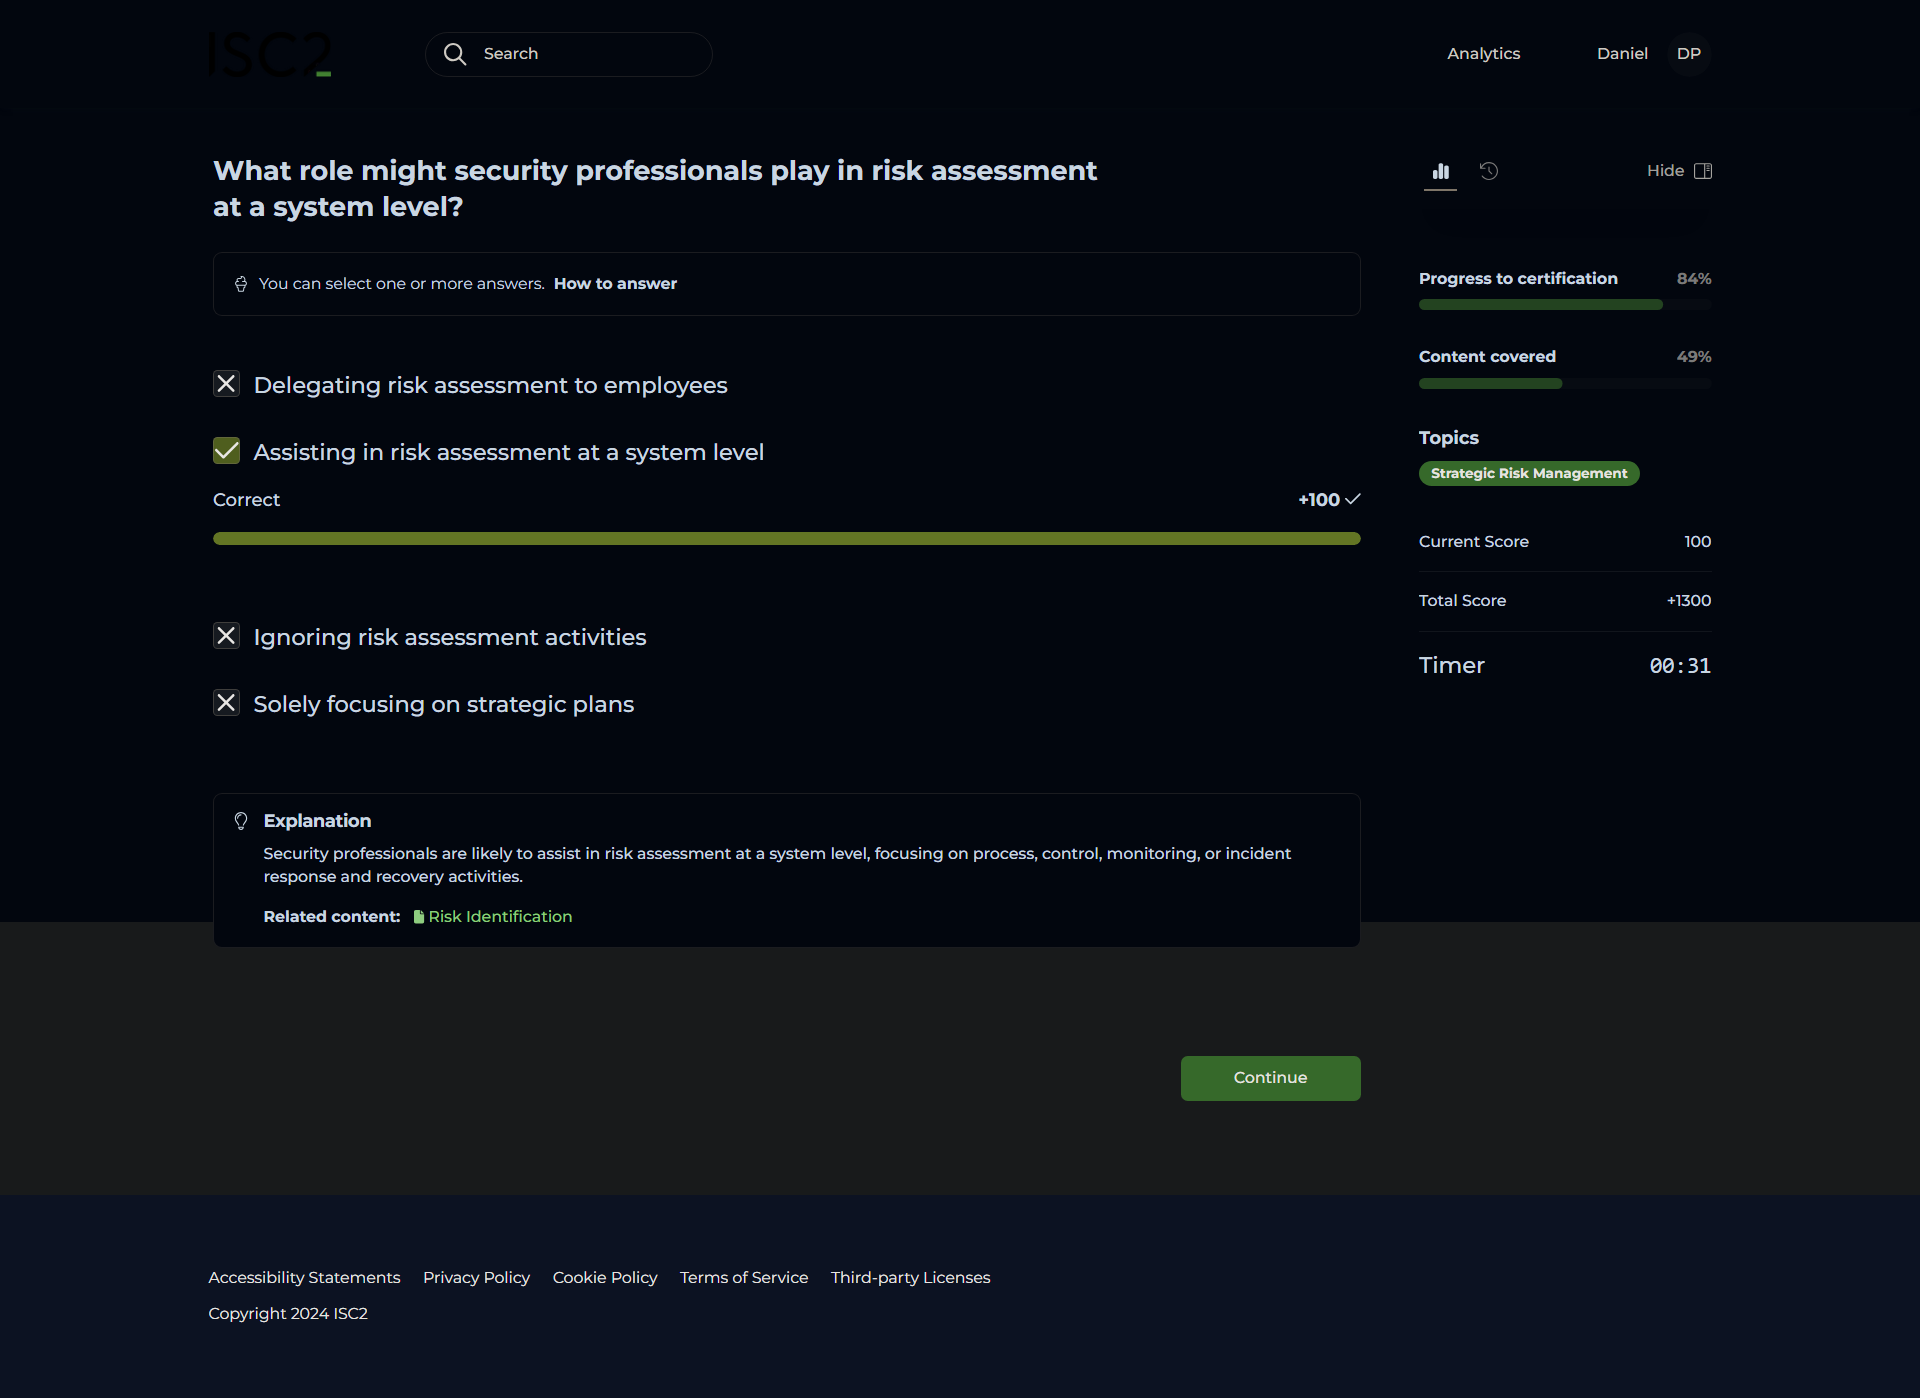 ISC2
Search
Analytics
Daniel
DP
What role might security professionals play in risk assessment
at a system level?
Hide
You can select one or more answers. How to answer
Progress to certification 84%
Content covered 49%
Delegating risk assessment to employees
Assisting in risk assessment at a system level
Correct +100
Topics
Strategic Risk Management
Current Score 100
Total Score +1300
Timer 00:31
Ignoring risk assessment activities
Solely focusing on strategic plans
Explanation
Security professionals are likely to assist in risk assessment at a system level, focusing on process, control, monitoring, or incident
response and recovery activities.
Related content: Risk Identification
Continue
Accessibility Statements Privacy Policy Cookie Policy Terms of Service Third-party Licenses
Copyright 2024 ISC2